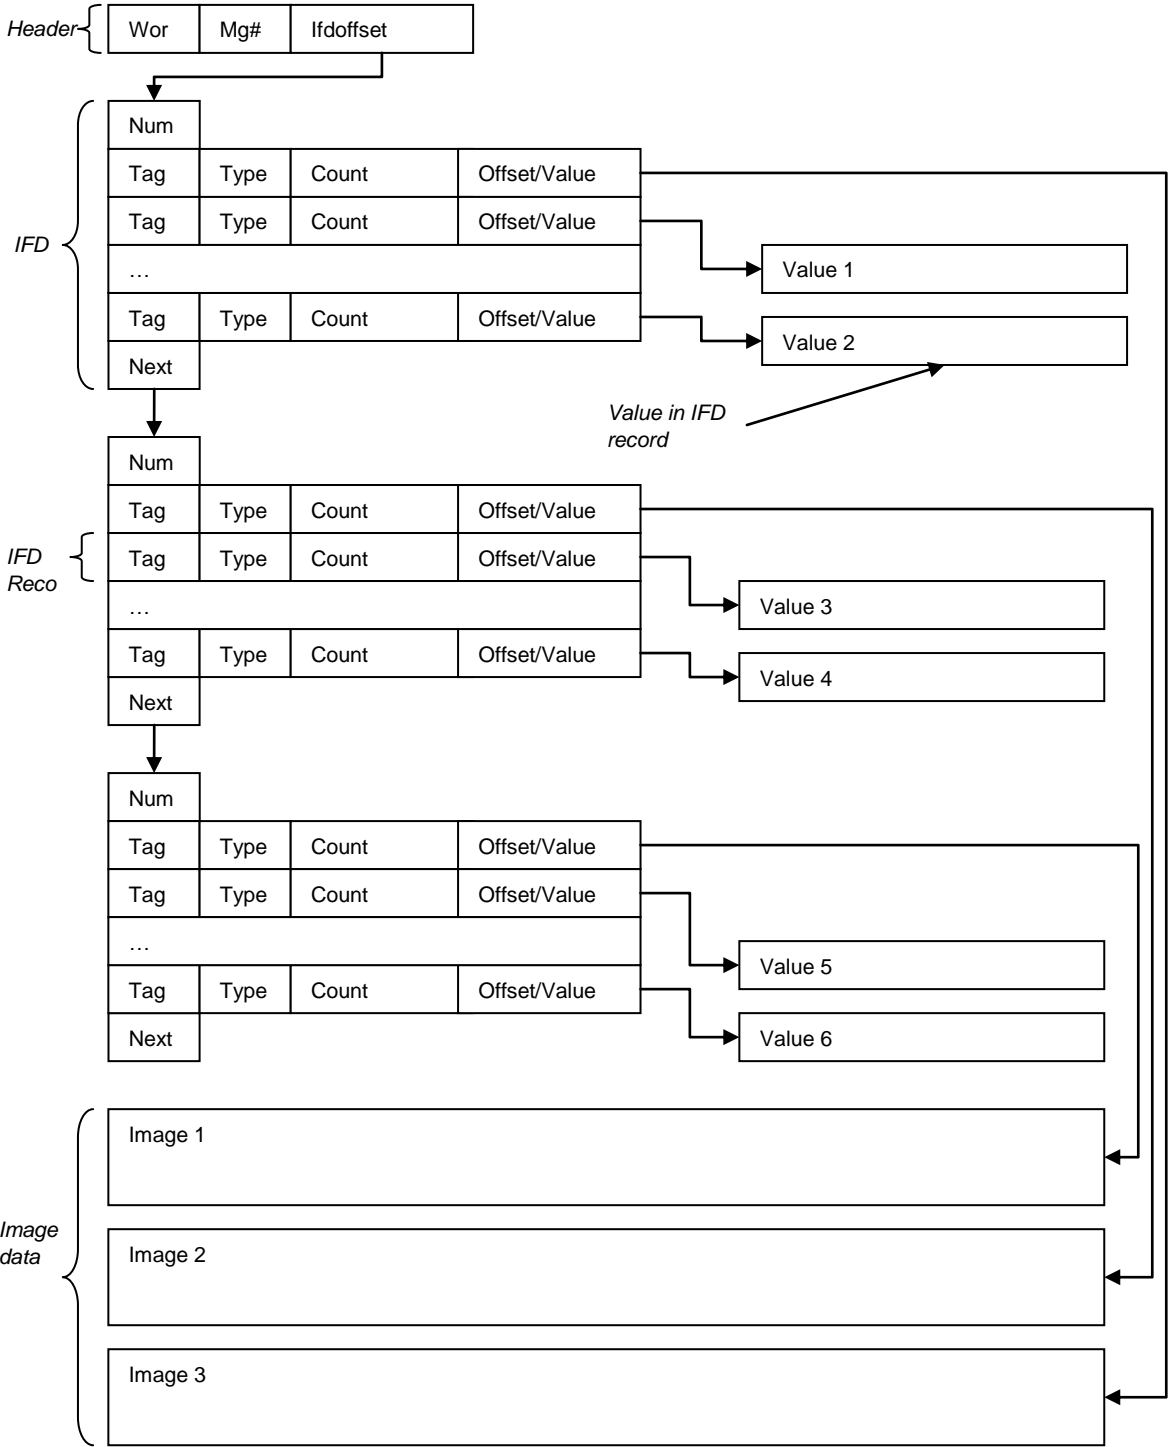 Header Wor Mg# Ifdoffset
Num
Tag Type Count Offset/Value
Tag Type Count Offset/Value
IFD
…
Value 1
Tag Type Count Offset/Value
Value 2
Next
Value in IFD
record
Num
Tag Type Count Offset/Value
IFD
Reco
Tag Type Count Offset/Value
…
Value 3
Tag Type Count Offset/Value
Value 4
Next
Num
Tag Type Count Offset/Value
Tag Type Count Offset/Value
…
Value 5
Tag Type Count Offset/Value
Value 6
Next
Image 1
Image
data
Image 2
Image 3